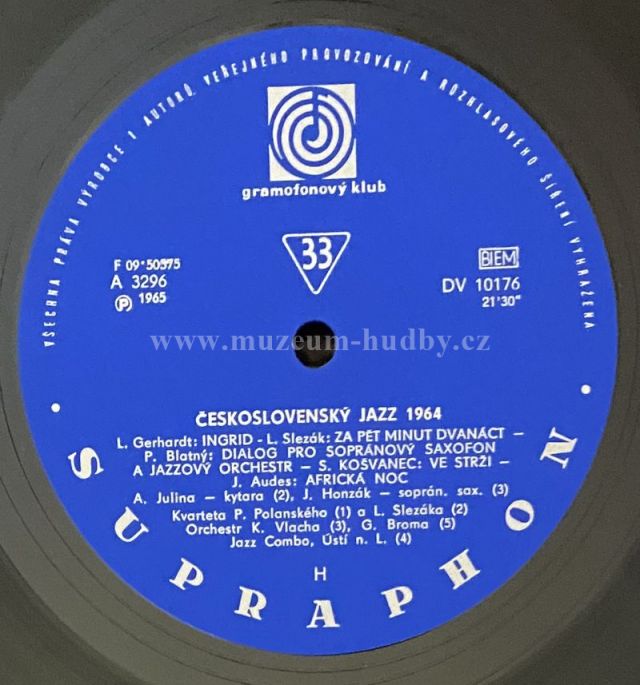 VŠECHNA PRÁVA VÝROBCE I AUTORŮ VEŘEJNÉHO PROVOZOVÁNÍ A ROZHLASOVÉHO ŠÍŘENÍ VYHRAŽENA
gramofonový klub
33
F 09*50375
A 3296
Ⓟ 1965
BIEM
DV 10176
21'30"
www.muzeum-hudby.cz
ČESKOSLOVENSKÝ JAZZ 1964
L. Gerhardt: INGRID - L. Slezák: ZA PĚT MINUT DVANÁCT –
P. Blatný: DIALOG PRO SOPRÁNOVÝ SAXOFON
A JAZZOVÝ ORCHESTR – S. KOŠVANEC: VE STRŽI –
J. Audes: AFRICKÁ NOC
A. Julina – kytara (2), J. Honzák – soprán. sax. (3)
Kvarteta P. Polanského (1) a L. Slezáka (2)
Orchestr K. Vlacha (3), G. Broma (5)
Jazz Combo, Ústí n. L. (4)
H
SUPRAPHON